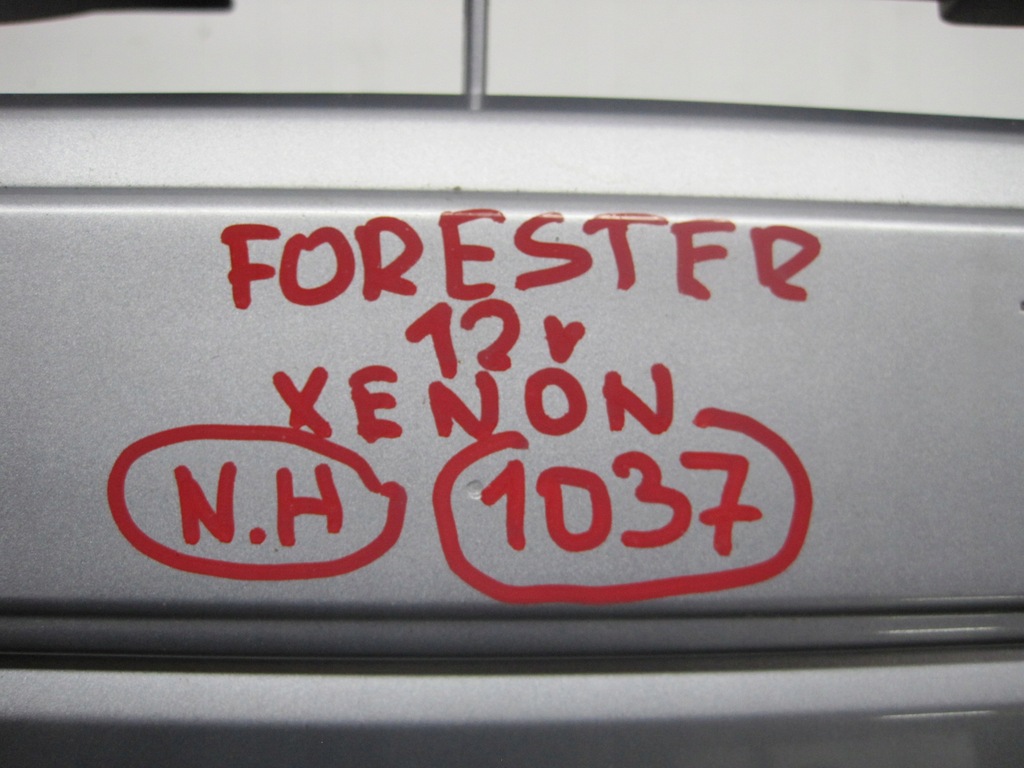 FORESTER
12v
XENON
N.H 1037